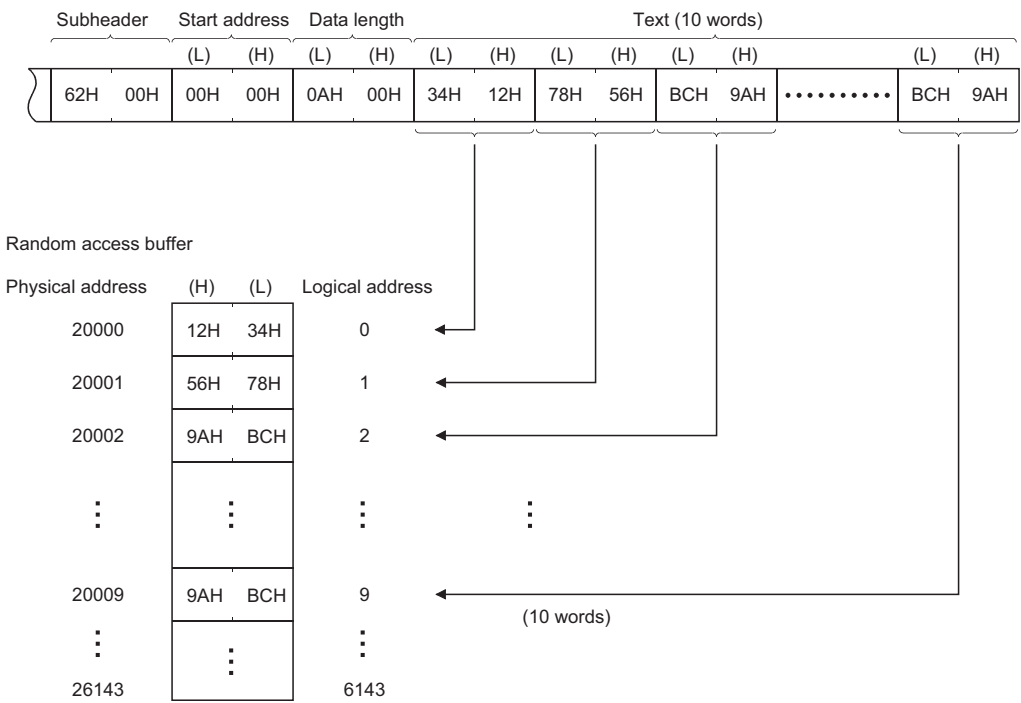 Subheader Start address Data length Text (10 words)
(L) (H) (L) (H) (L) (H) (L) (H) (L) (H) (L) (H)
62H 00H 00H 00H 0AH 00H 34H 12H 78H 56H BCH 9AH •••••••••• BCH 9AH
Random access buffer
Physical address (H) (L) Logical address
20000 12H 34H 0
20001 56H 78H 1
20002 9AH BCH 2
20009 9AH BCH 9
(10 words)
26143 6143